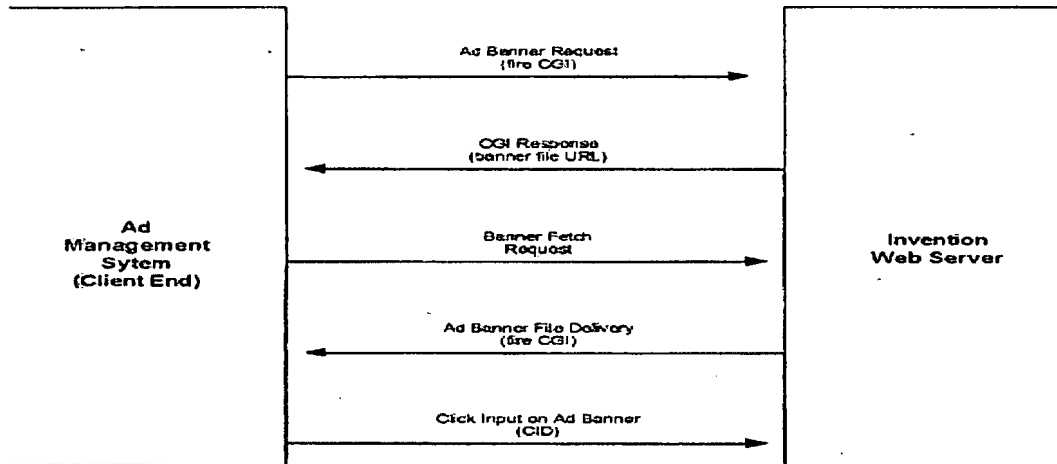 Ad Banner Request
(fire CGI)
CGI Response
(banner file URL)
Ad
Management
Sytem
(Client End)
Banner Fetch
Request
Invention
Web Server
Ad Banner File Delivery
(fire CGI)
Click Input on Ad Banner
(CID)